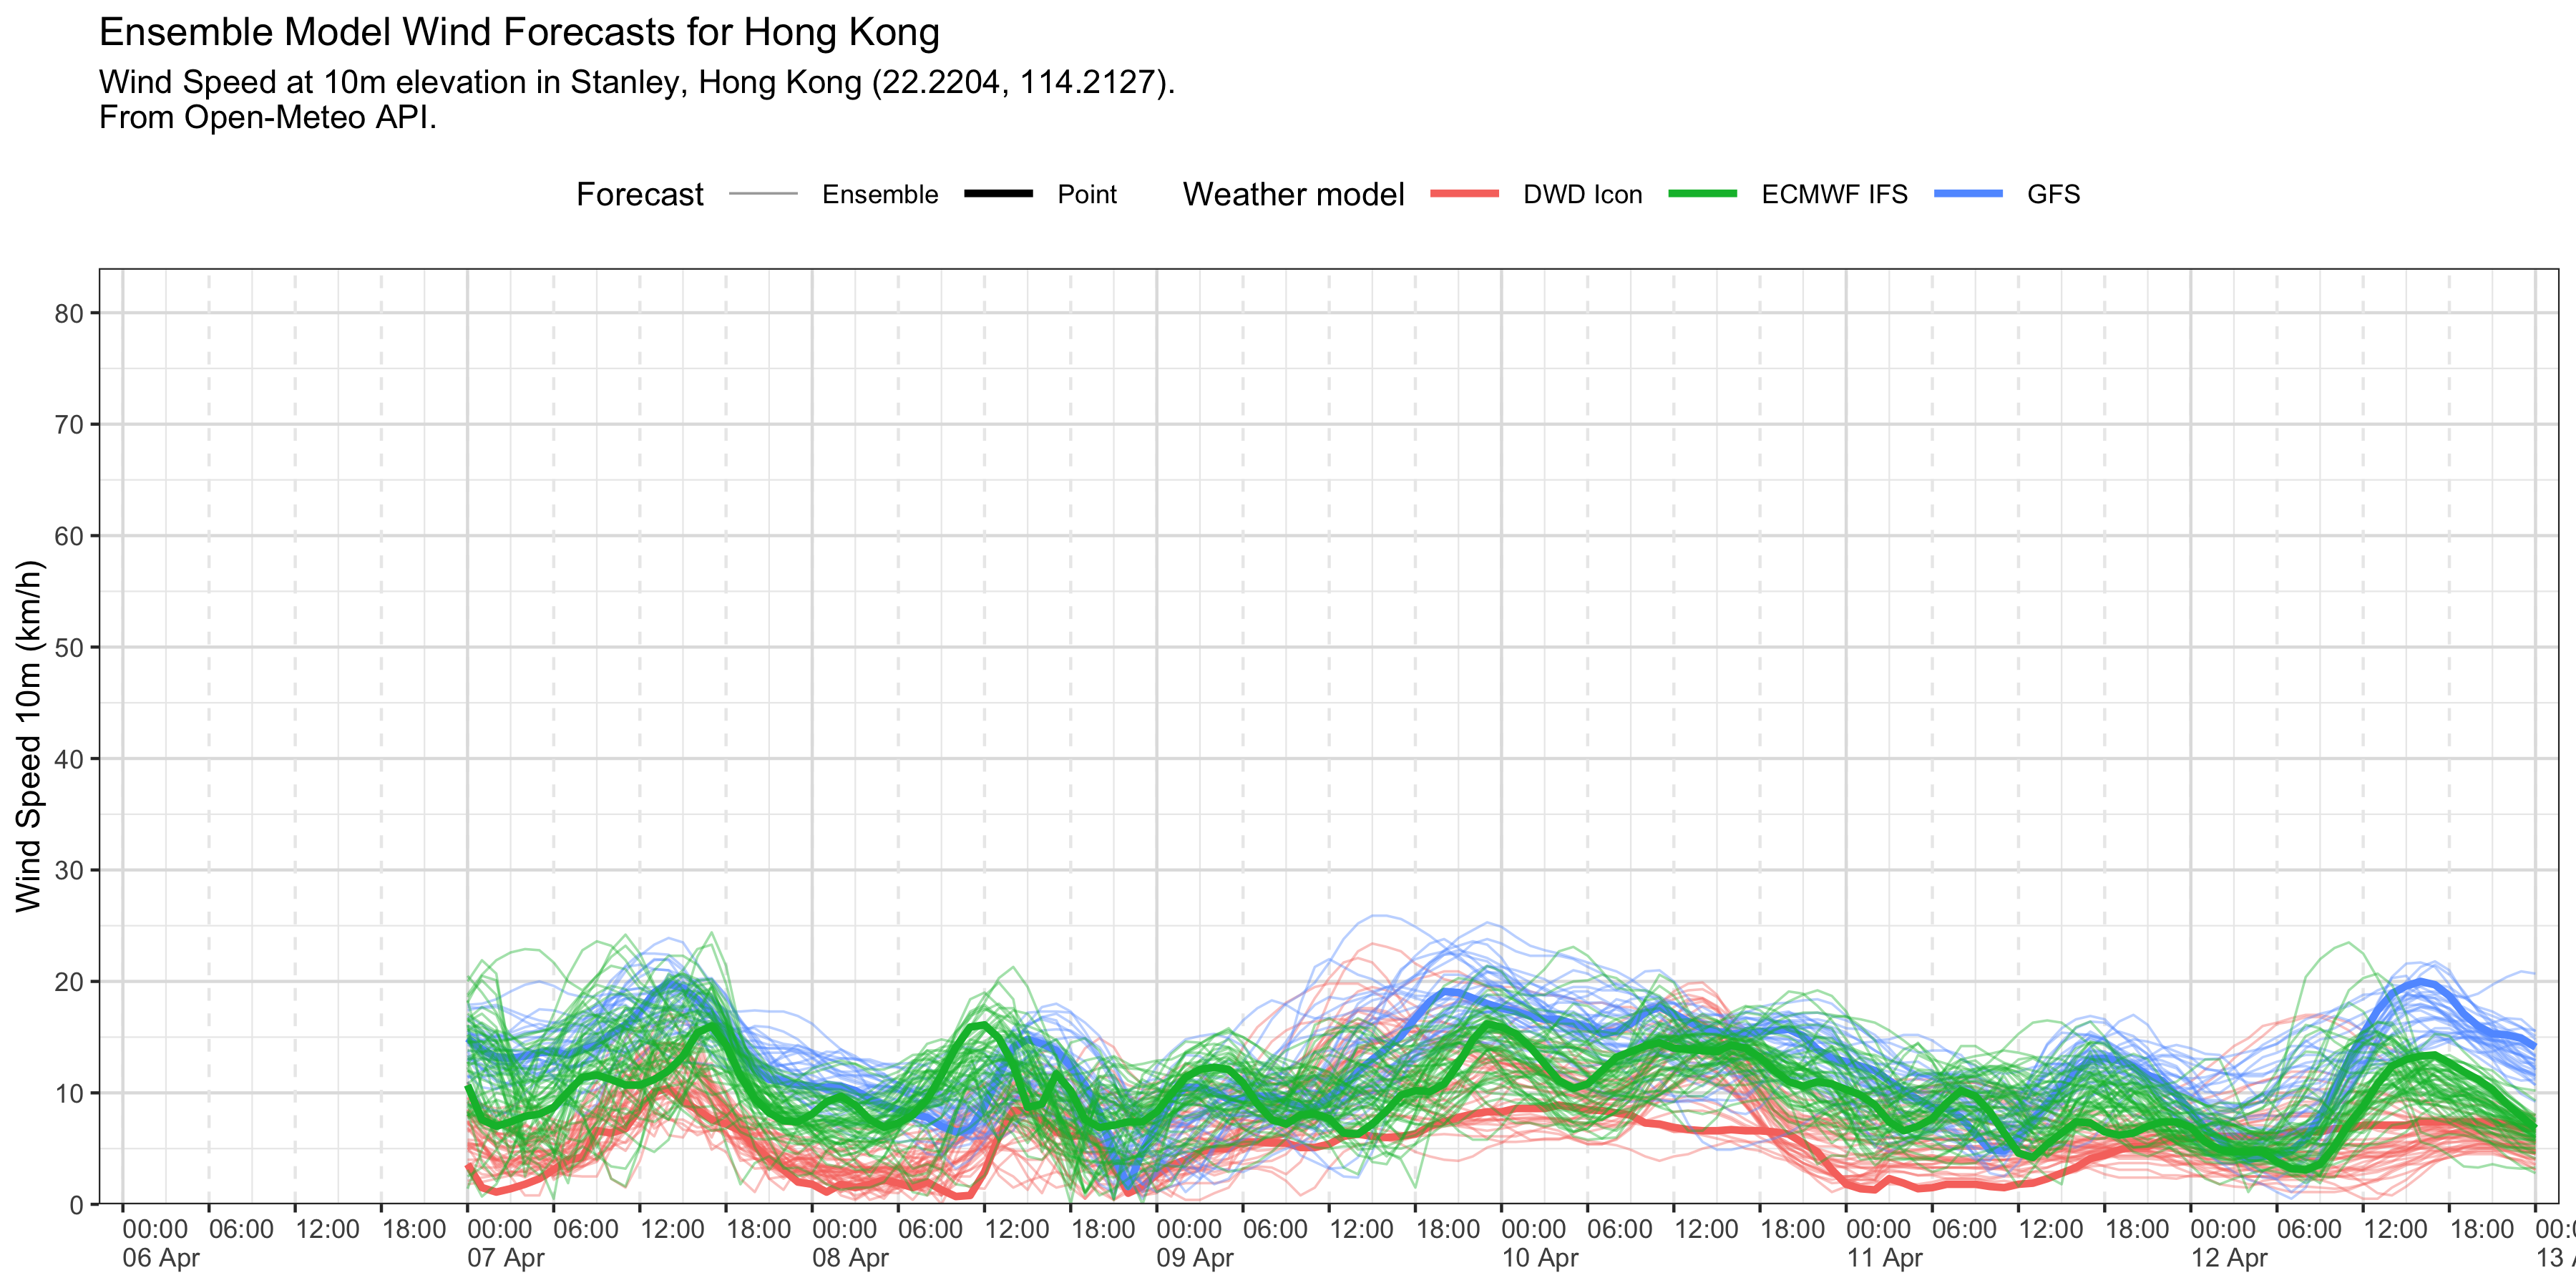 Ensemble Model Wind Forecasts for Hong Kong
Wind Speed at 10m elevation in Stanley, Hong Kong (22.2204, 114.2127).
From Open-Meteo API.
Forecast Ensemble Point Weather model DWD Icon ECMWF IFS GFS
Wind Speed 10m (km/h)
80
70
60
50
40
30
20
10
0
00:00 06:00 12:00 18:00 00:00 06:00 12:00 18:00 00:00 06:00 12:00 18:00 00:00 06:00 12:00 18:00 00:00 06:00 12:00 18:00 00:00 06:00 12:00 18:00 00:00 06:00 12:00 18:00
06 Apr 07 Apr 08 Apr 09 Apr 10 Apr 11 Apr 12 Apr 13